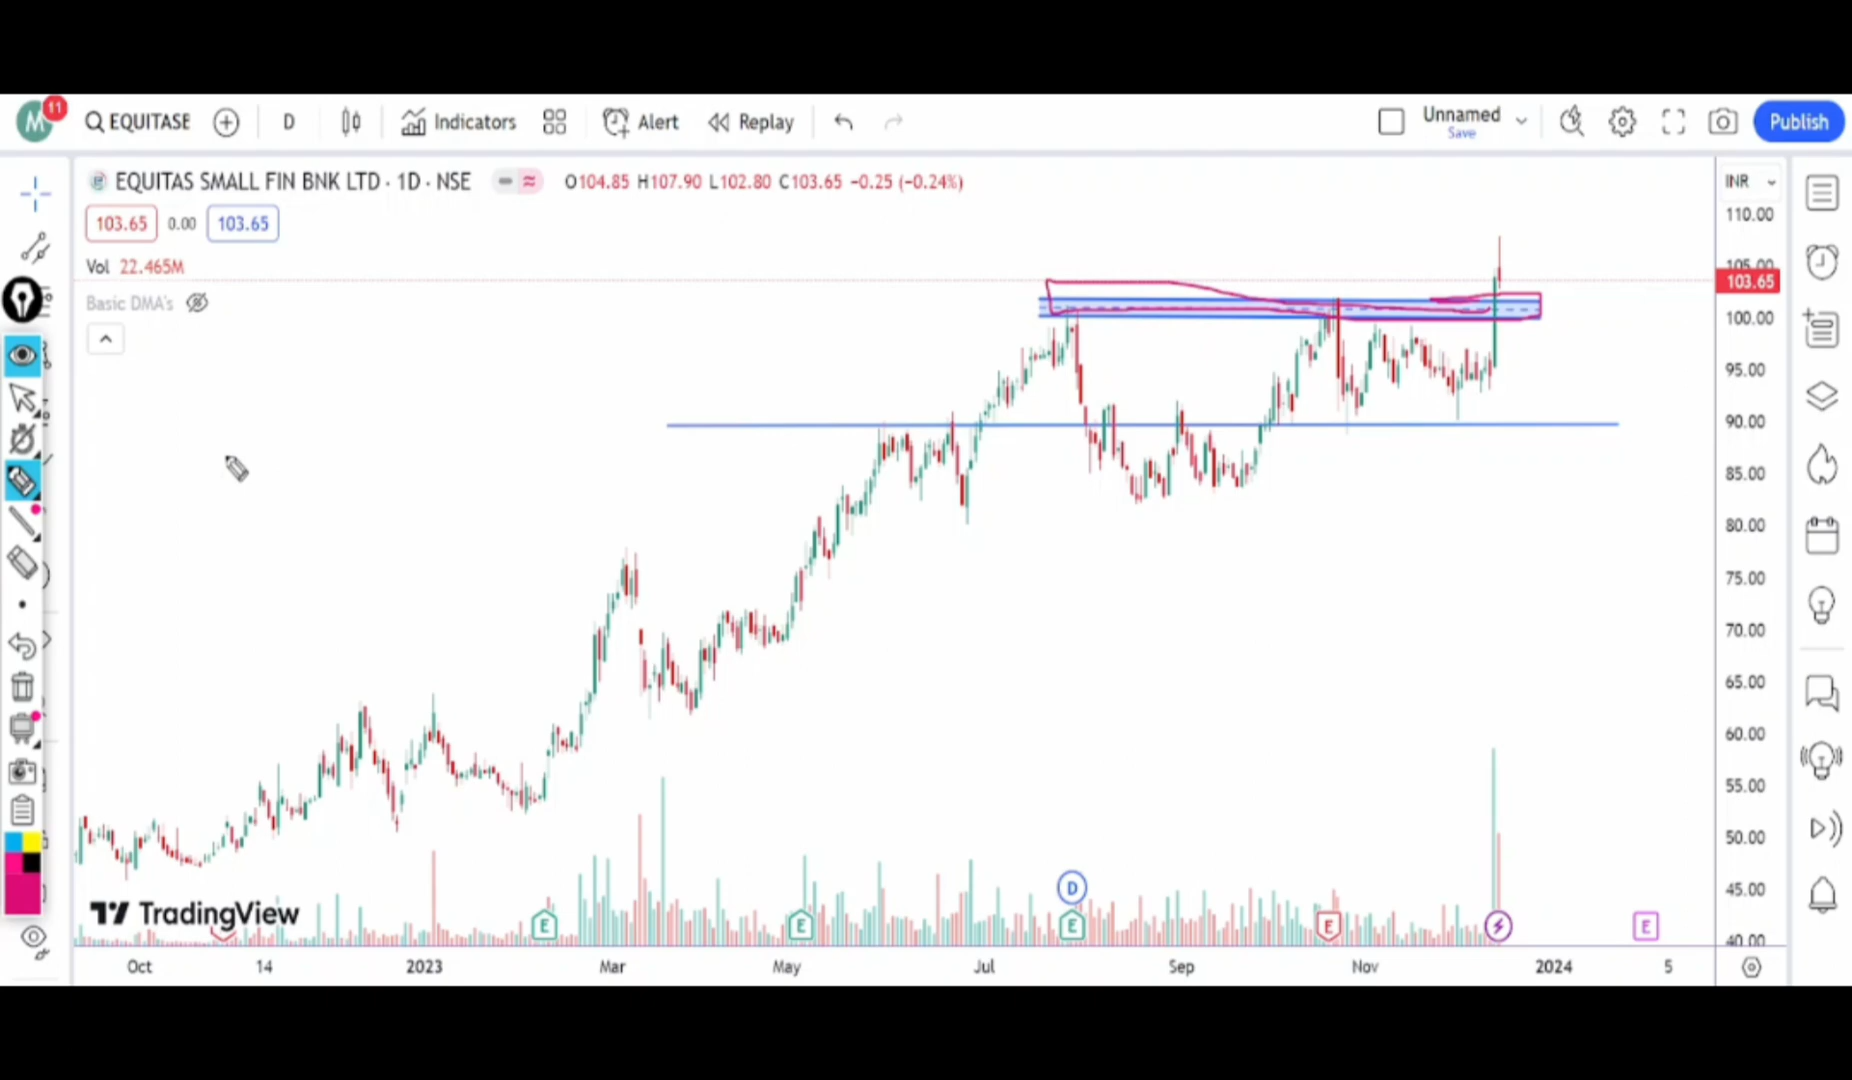 M 11 EQUITASE D Indicators Alert Replay Unnamed Save Publish
EQUITAS SMALL FIN BNK LTD · 1D · NSE O104.85 H107.90 L102.80 C103.65 −0.25 (−0.24%) INR
103.65 0.00 103.65
Vol 22.465M
Basic DMA's
110.00
105.00
103.65
100.00
95.00
90.00
85.00
80.00
75.00
70.00
65.00
60.00
55.00
50.00
45.00
40.00
D
TradingView
E E E E E
Oct 14 2023 Mar May Jul Sep Nov 2024 5